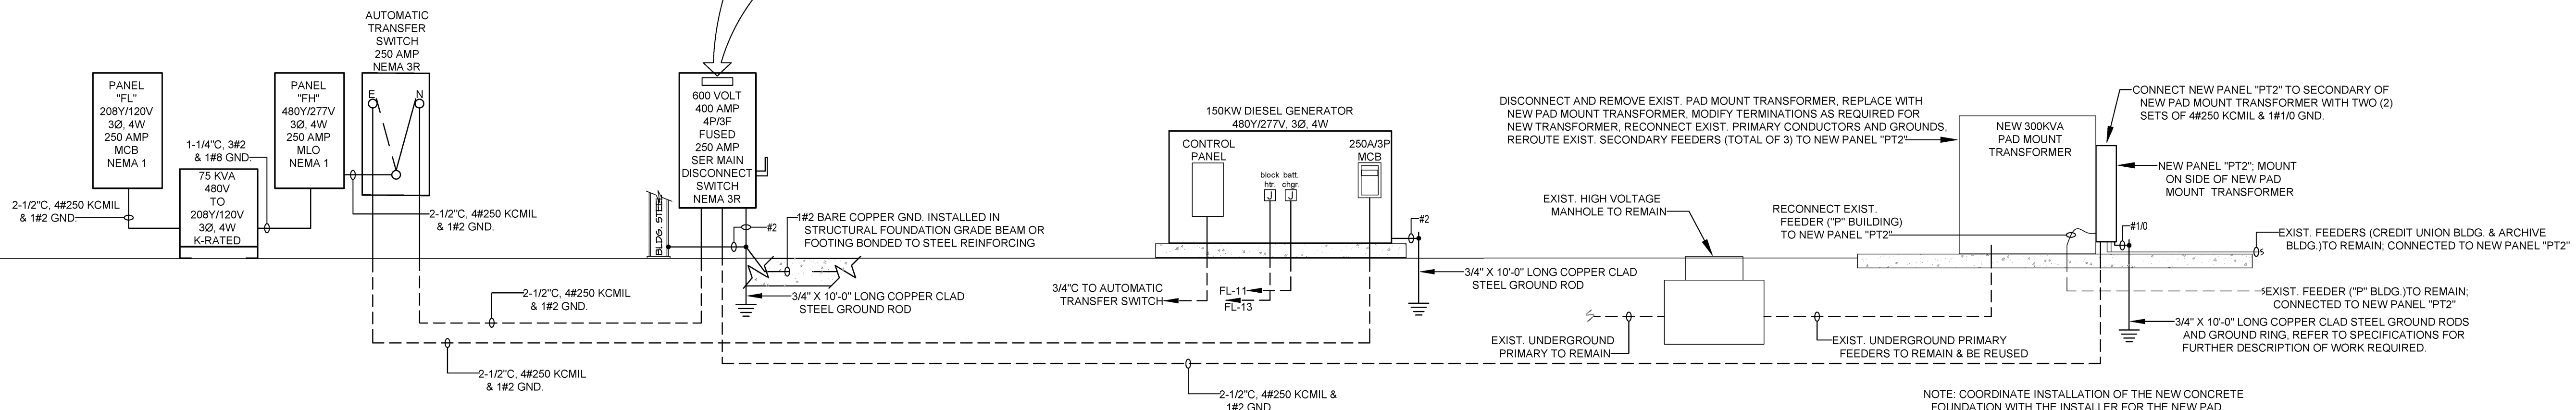 AUTOMATIC
TRANSFER
SWITCH
250 AMP
NEMA 3R
PANEL
"FL"
208Y/120V
3Ø, 4W
250 AMP
MCB
NEMA 1
PANEL
"FH"
480Y/277V
3Ø, 4W
250 AMP
MLO
NEMA 1
E
N
1-1/4"C, 3#2
& 1#8 GND.
75 KVA
480V
TO
208Y/120V
3Ø, 4W
K-RATED
2-1/2"C, 4#250 KCMIL
& 1#2 GND.
2-1/2"C, 4#250 KCMIL
& 1#2 GND.
2-1/2"C, 4#250 KCMIL
& 1#2 GND.
2-1/2"C, 4#250 KCMIL
& 1#2 GND.
600 VOLT
400 AMP
4P/3F
FUSED
250 AMP
SER MAIN
DISCONNECT
SWITCH
NEMA 3R
BLDG. STEEL
#2
1#2 BARE COPPER GND. INSTALLED IN
STRUCTURAL FOUNDATION GRADE BEAM OR
FOOTING BONDED TO STEEL REINFORCING
3/4" X 10'-0" LONG COPPER CLAD
STEEL GROUND ROD
150KW DIESEL GENERATOR
480Y/277V, 3Ø, 4W
CONTROL
PANEL
250A/3P
MCB
block
htr.
batt.
chgr.
J
J
#2
3/4"C TO AUTOMATIC
TRANSFER SWITCH
FL-11
FL-13
3/4" X 10'-0" LONG COPPER CLAD
STEEL GROUND ROD
2-1/2"C, 4#250 KCMIL &
1#2 GND
DISCONNECT AND REMOVE EXIST. PAD MOUNT TRANSFORMER, REPLACE WITH
NEW PAD MOUNT TRANSFORMER, MODIFY TERMINATIONS AS REQUIRED FOR
NEW TRANSFORMER, RECONNECT EXIST. PRIMARY CONDUCTORS AND GROUNDS,
REROUTE EXIST. SECONDARY FEEDERS (TOTAL OF 3) TO NEW PANEL "PT2"
EXIST. HIGH VOLTAGE
MANHOLE TO REMAIN
RECONNECT EXIST.
FEEDER ("P" BUILDING)
TO NEW PANEL "PT2"
EXIST. UNDERGROUND
PRIMARY TO REMAIN
EXIST. UNDERGROUND PRIMARY
FEEDERS TO REMAIN & BE REUSED
NEW 300KVA
PAD MOUNT
TRANSFORMER
CONNECT NEW PANEL "PT2" TO SECONDARY OF
NEW PAD MOUNT TRANSFORMER WITH TWO (2)
SETS OF 4#250 KCMIL & 1#1/0 GND.
NEW PANEL "PT2"; MOUNT
ON SIDE OF NEW PAD
MOUNT TRANSFORMER
#1/0
EXIST. FEEDERS (CREDIT UNION BLDG. & ARCHIVE
BLDG.)TO REMAIN; CONNECTED TO NEW PANEL "PT2"
EXIST. FEEDER ("P" BLDG.)TO REMAIN;
CONNECTED TO NEW PANEL "PT2"
3/4" X 10'-0" LONG COPPER CLAD STEEL GROUND RODS
AND GROUND RING, REFER TO SPECIFICATIONS FOR
FURTHER DESCRIPTION OF WORK REQUIRED.
NOTE: COORDINATE INSTALLATION OF THE NEW CONCRETE
FOUNDATION WITH THE INSTALLER FOR THE NEW PAD